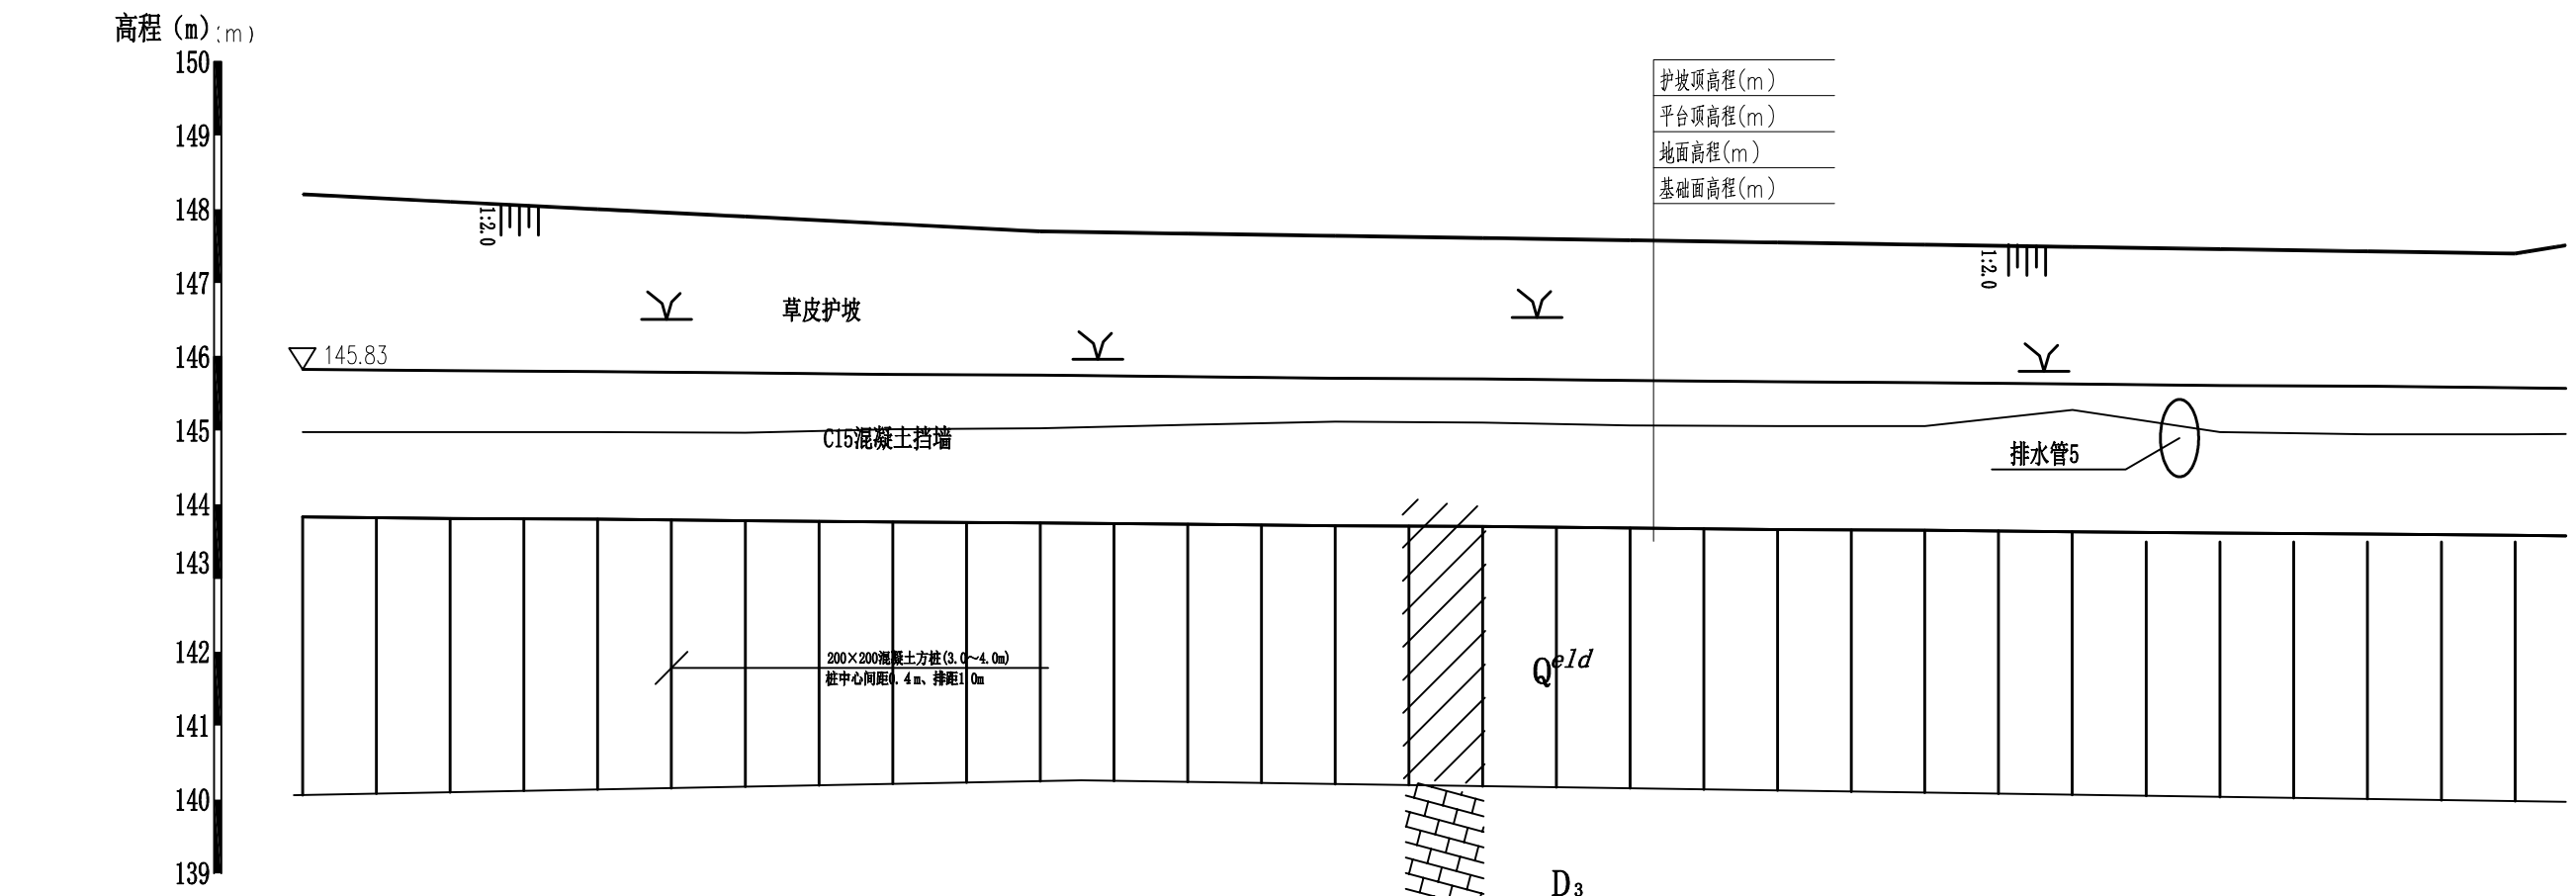 高程（m）(m)
150
149
148
147
146
145
144
143
142
141
140
139
护坡顶高程(m)
平台顶高程(m)
地面高程(m)
基础面高程(m)
1:2.0
1:2.0
草皮护坡
145.83
C15混凝土挡墙
排水管5
200×200混凝土方桩(3.0～4.0m)
桩中心间距0.4m、排距1.0m
Qeld
D3